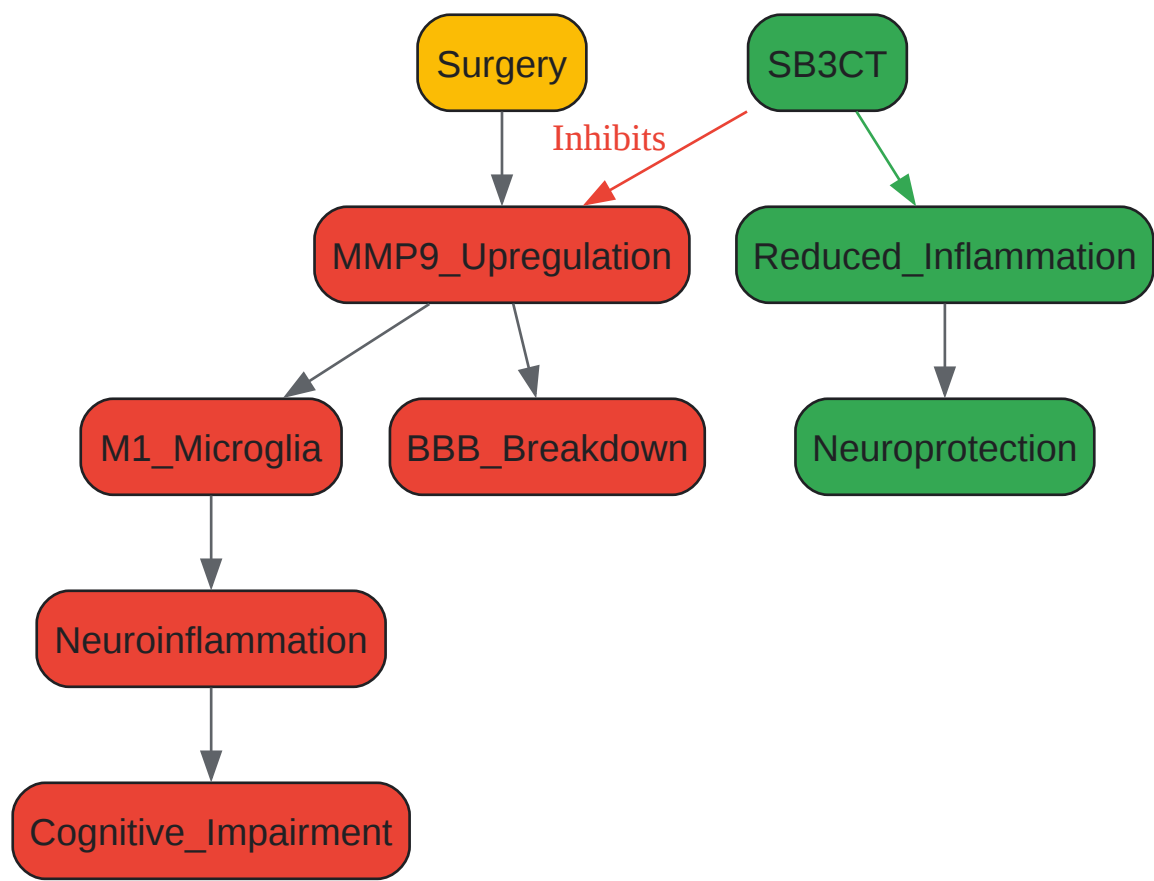 Surgery
SB3CT
Inhibits
MMP9_Upregulation
Reduced_Inflammation
M1_Microglia
BBB_Breakdown
Neuroprotection
Neuroinflammation
Cognitive_Impairment